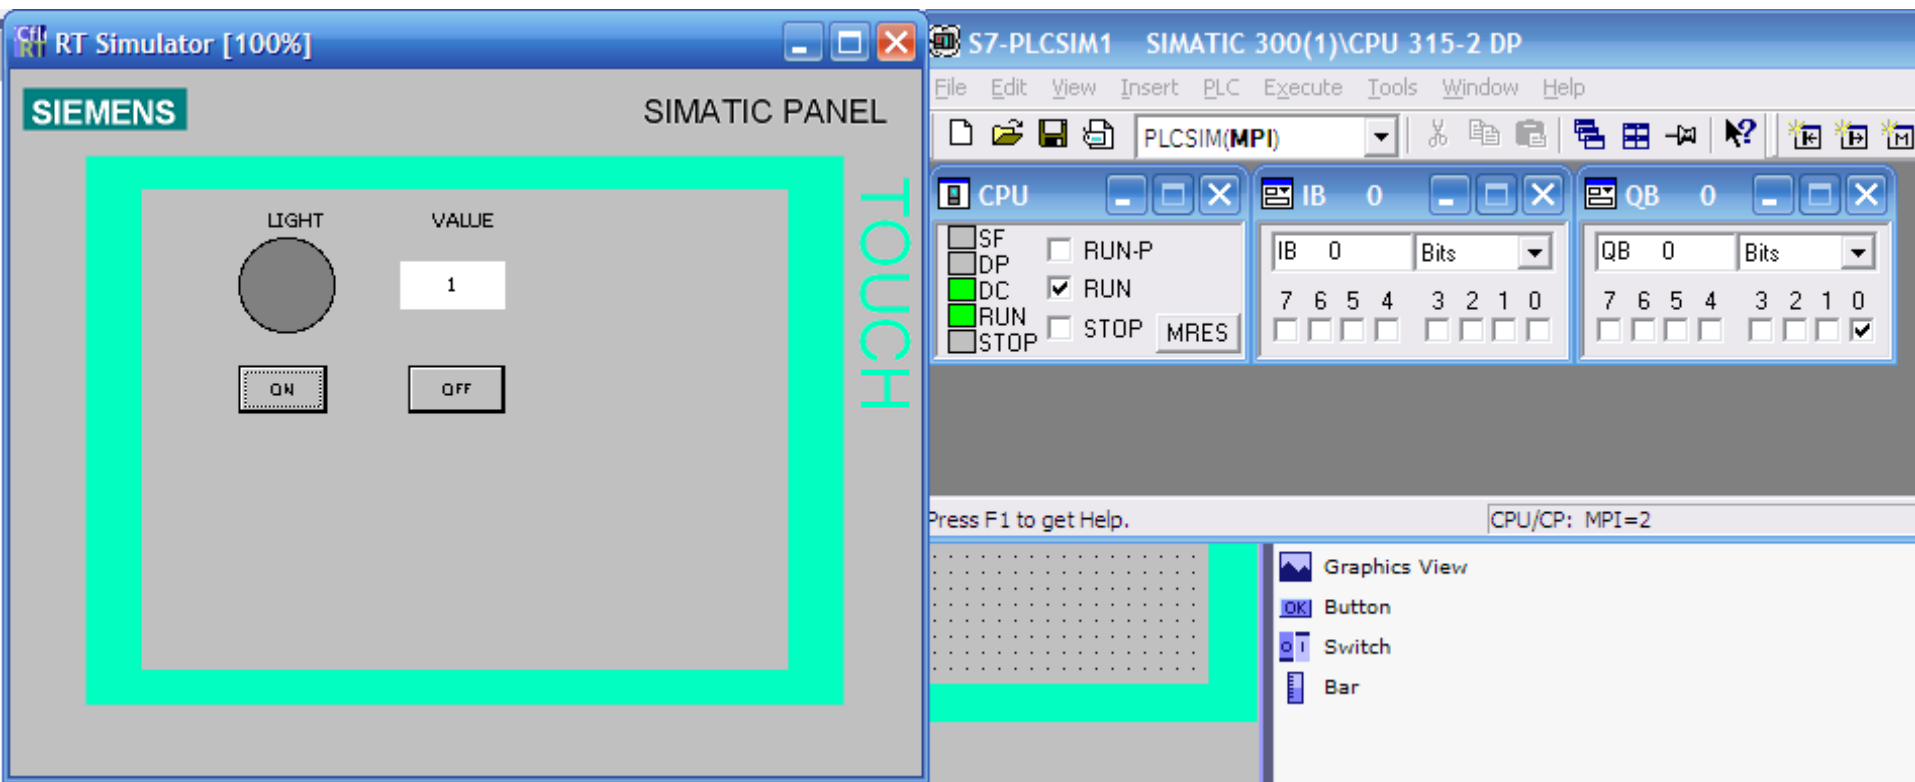 RT Simulator [100%]
SIEMENS
SIMATIC PANEL
TOUCH
LIGHT
VALUE
1
ON
OFF
S7-PLCSIM1 SIMATIC 300(1)\CPU 315-2 DP
File Edit View Insert PLC Execute Tools Window Help
PLCSIM(MPI)
CPU
SF
DP
DC
RUN
STOP
RUN-P
RUN
STOP
MRES
IB 0
IB 0
Bits
7 6 5 4 3 2 1 0
QB 0
QB 0
Bits
7 6 5 4 3 2 1 0
Press F1 to get Help.
CPU/CP: MPI=2
Graphics View
OK Button
Switch
Bar